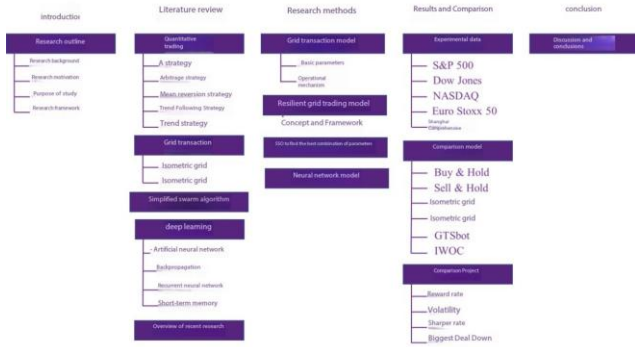 introduction
Research outline
Research background
Research motivation
Purpose of study
Research framework
Literature review
Quantitative
trading
A strategy
Arbitrage strategy
Mean reversion strategy
Trend Following Strategy
Trend strategy
Grid transaction
Isometric grid
Isometric grid
Simplified swarm algorithm
deep learning
- Artificial neural network
Backpropagation
Recurrent neural network
Short-term memory
Overview of recent research
Research methods
Grid transaction model
Basic parameters
Operational
mechanism
Resilient grid trading model
Concept and Framework
to find the best combination of parameters
Neural network model
Results and Comparison
Experimental data
S&P 500
Dow Jones
NASDAQ
Euro Stoxx 50
Shanghai
Comprehensive
Comparison model
Buy & Hold
Sell & Hold
Isometric grid
Isometric grid
GTSbot
IWOC
Comparison Project
Reward rate
Volatility
Sharper rate
Biggest Deal Down
conclusion
Discussion and
conclusions